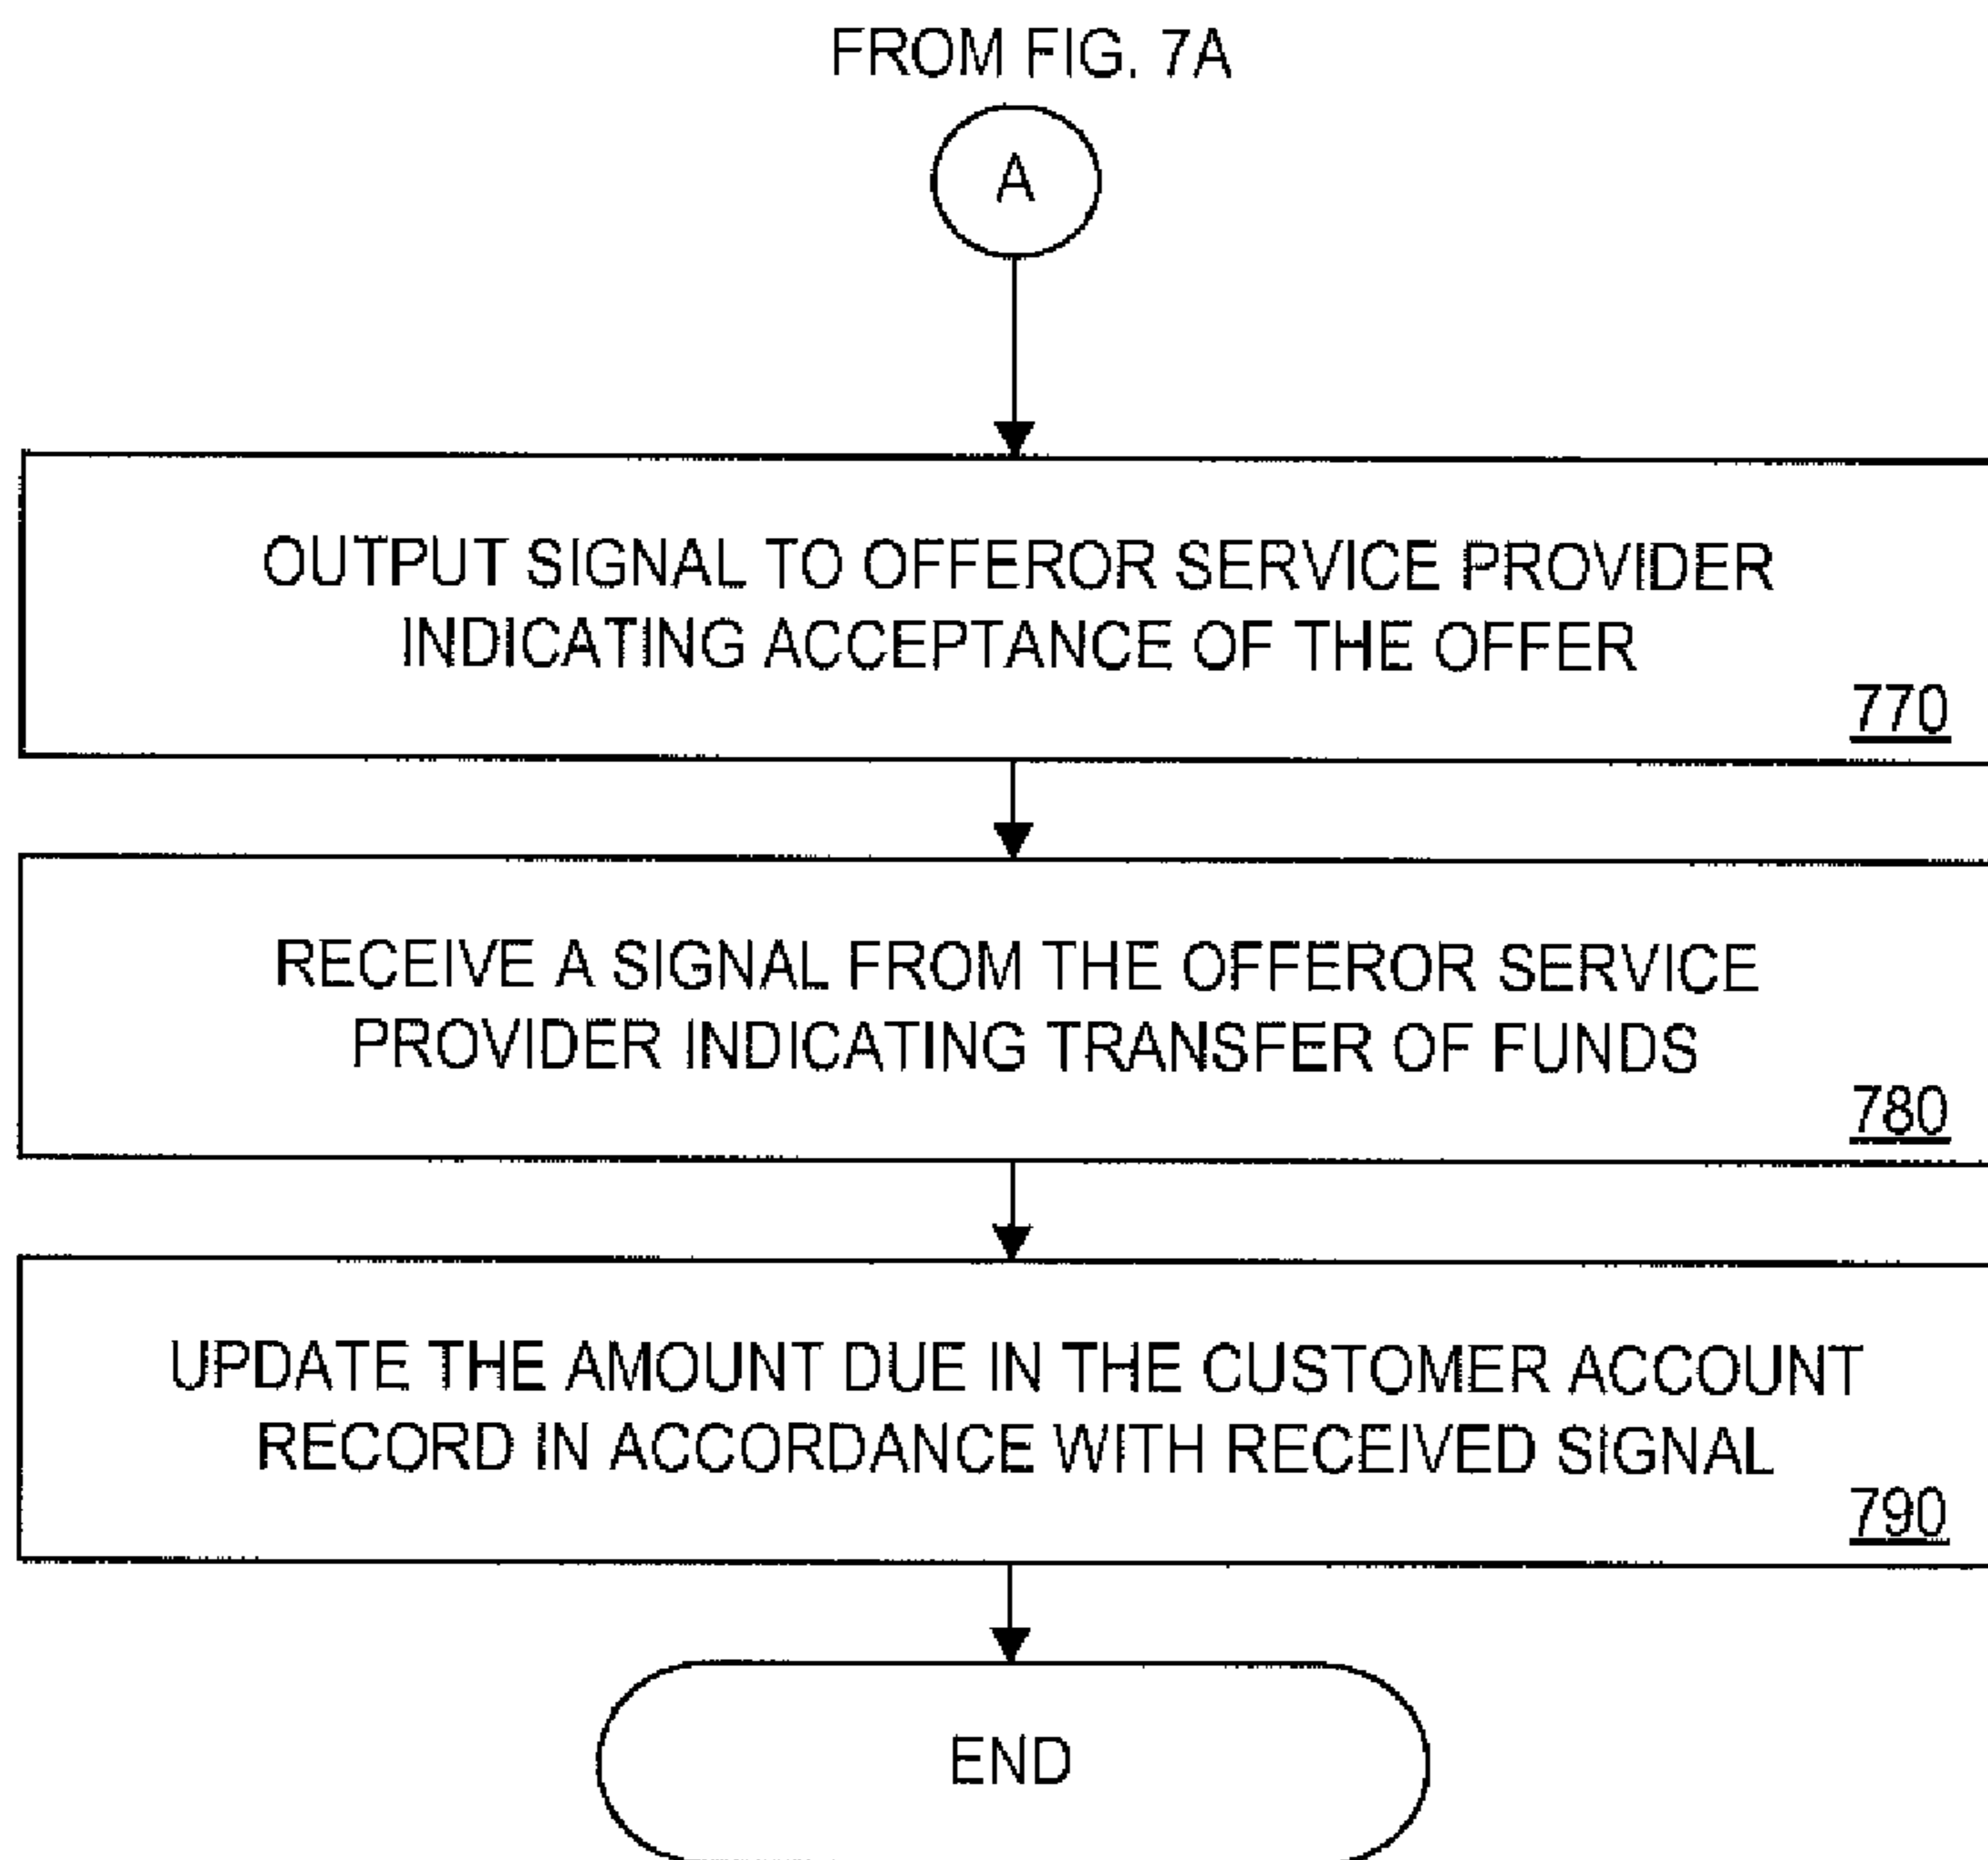 FROM FIG. 7A
A
OUTPUT SIGNAL TO OFFEROR SERVICE PROVIDER
INDICATING ACCEPTANCE OF THE OFFER
770
RECEIVE A SIGNAL FROM THE OFFEROR SERVICE
PROVIDER INDICATING TRANSFER OF FUNDS
780
UPDATE THE AMOUNT DUE IN THE CUSTOMER ACCOUNT
RECORD IN ACCORDANCE WITH RECEIVED SIGNAL
790
END